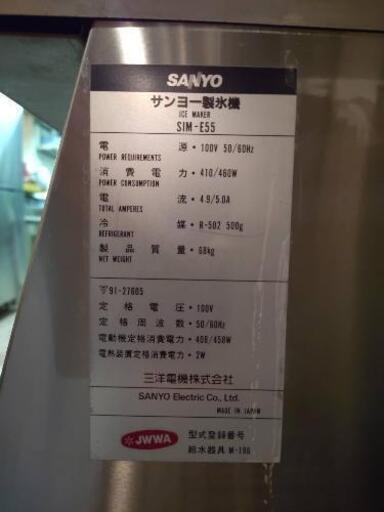 SANYO
サンヨー製氷機
ICE MAKER
SIM-E55
電源・100V 50/60Hz
POWER REQUIREMENTS
消費電力・410/460W
POWER CONSUMPTION
電流・4.9/5.0A
TOTAL AMPERES
冷媒・R-502 500g
REFRIGERANT
製品質量・68kg
NET WEIGHT
91-27605
定格電圧・100V
定格周波数・50/60Hz
電動機定格消費電力・408/458W
電熱装置定格消費電力・2W
三洋電機株式会社
SANYO Electric Co., Ltd.
MADE IN JAPAN
JWWA
型式登録番号
給水器具 W-196